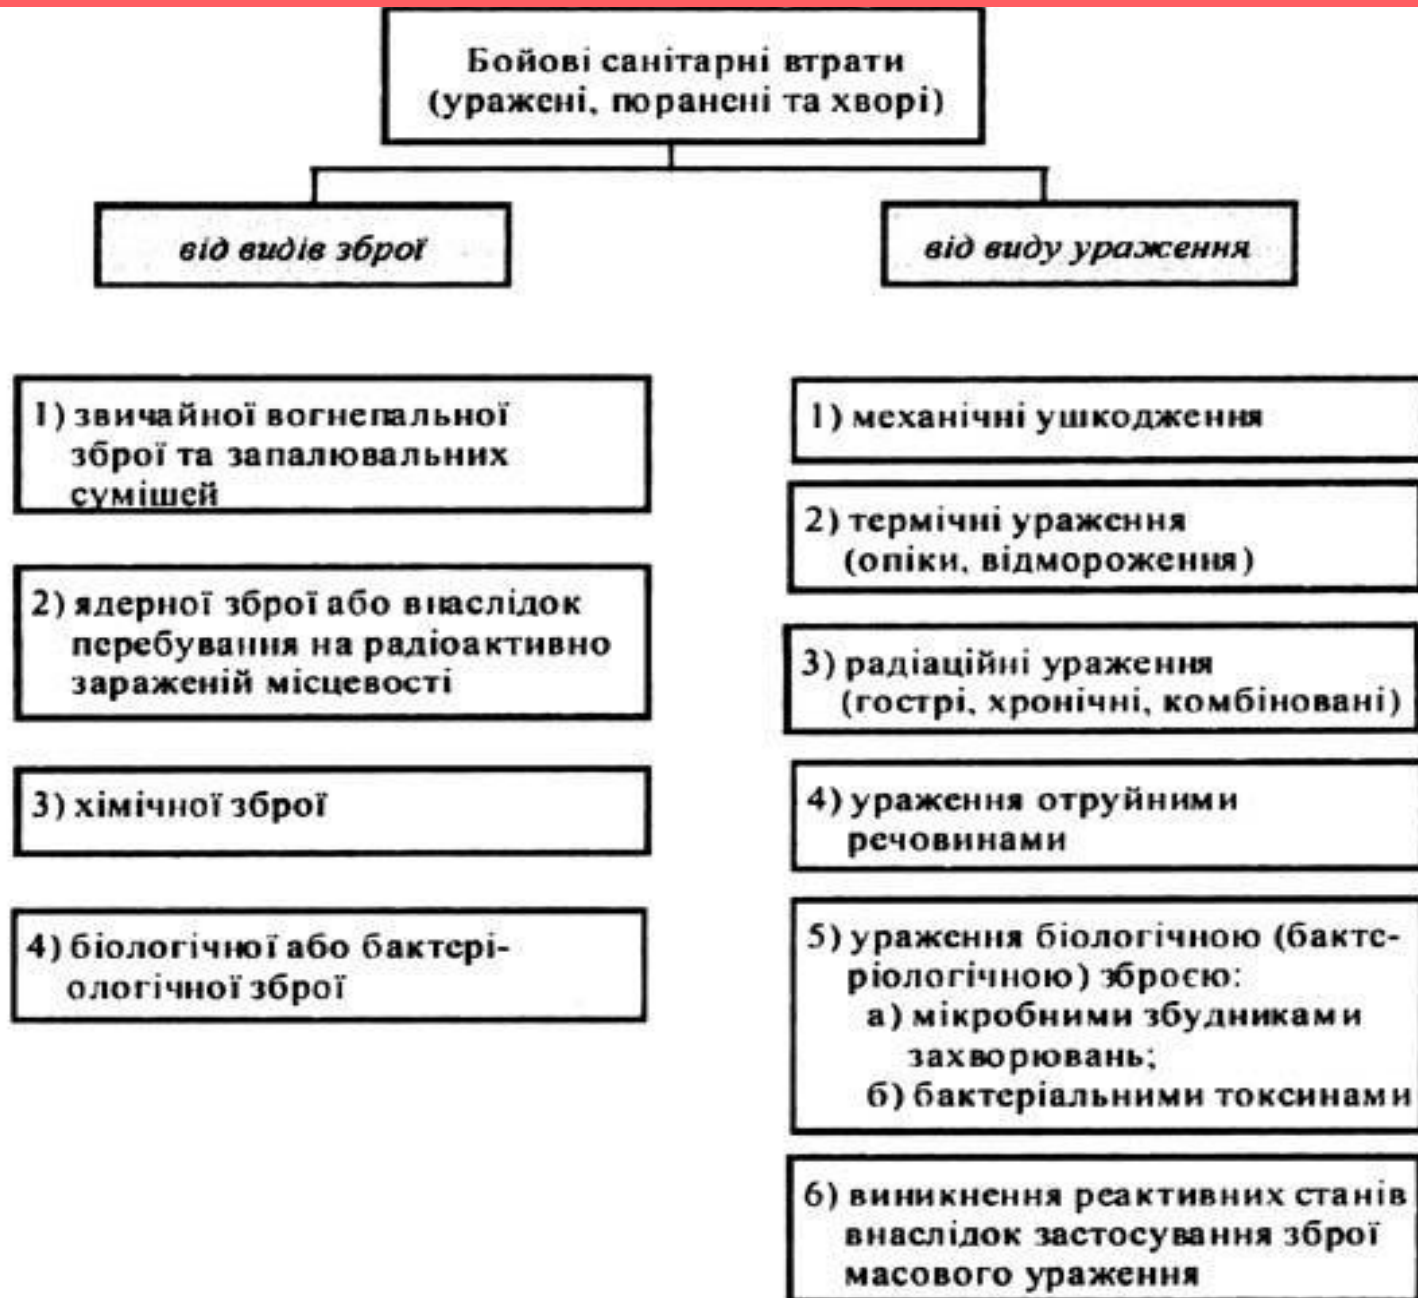 Бойові санітарні втрати
(уражені, поранені та хворі)
від видів зброї
від виду ураження
1) звичайної вогнепальної
зброї та запалювальних
сумішей
2) ядерної зброї або внаслідок
перебування на радіоактивно
зараженій місцевості
3) хімічної зброї
4) біологічної або бактері-
ологічної зброї
1) механічні ушкодження
2) термічні ураження
(опіки, відмороження)
3) радіаційні ураження
(гострі, хронічні, комбіновані)
4) ураження отруйними
речовинами
5) ураження біологічною (бакте-
ріологічною) зброєю:
а) мікробними збудниками
захворювань;
б) бактеріальними токсинами
6) виникнення реактивних станів
внаслідок застосування зброї
масового ураження